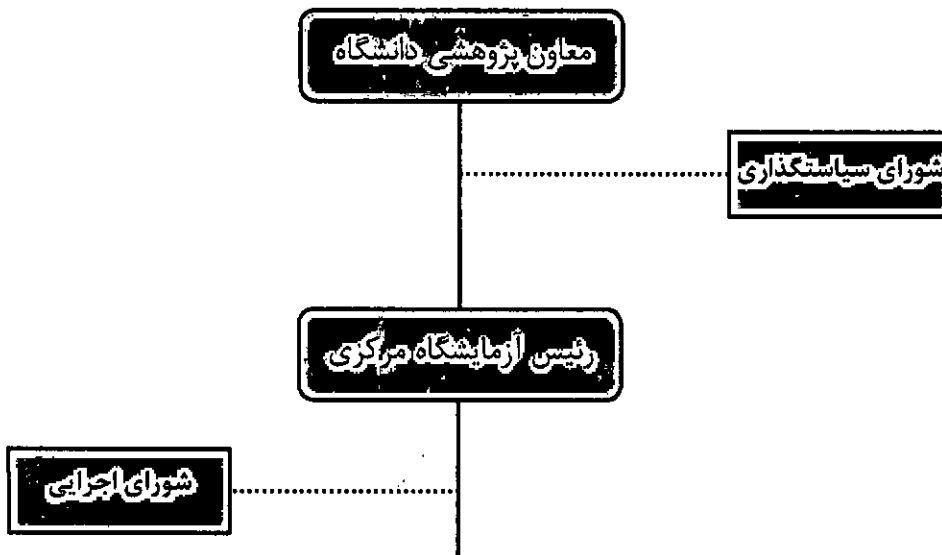 معاون پژوهشی دانشگاه
شورای سیاستگذاری
رئیس آزمایشگاه مرکزی
شورای اجرایی